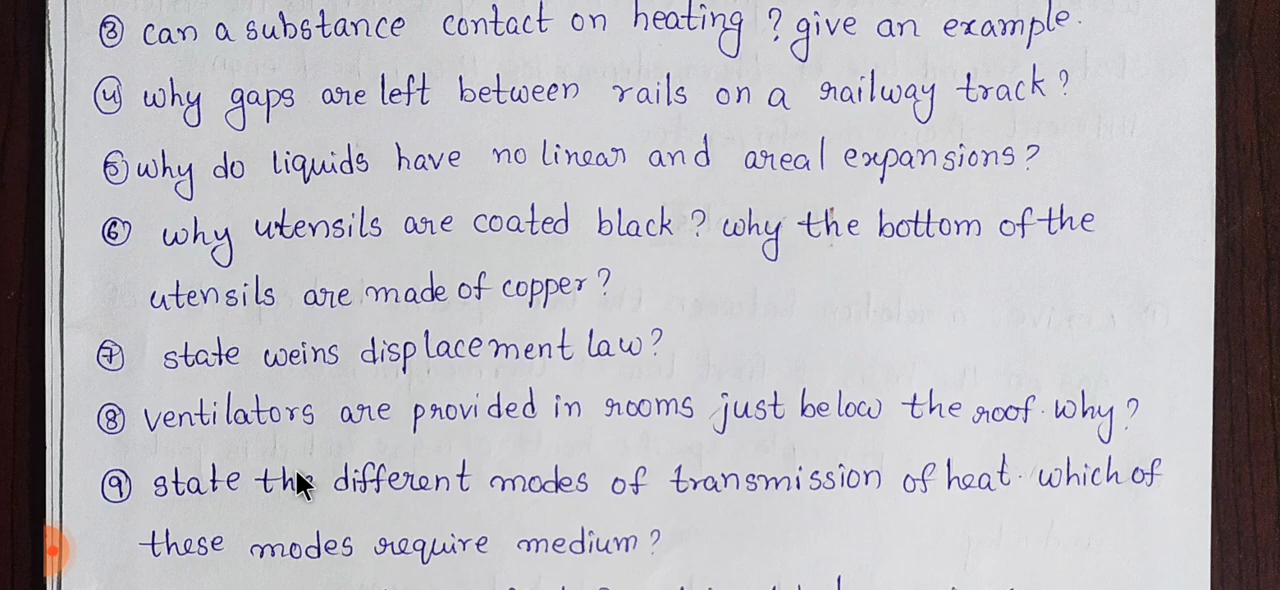 ③ can a substance contact on heating ? give an example.
④ why gaps are left between rails on a railway track ?
⑤ why do liquids have no linear and areal expansions ?
⑥ why utensils are coated black ? why the bottom of the
utensils are made of copper ?
⑦ state weins displacement law ?
⑧ ventilators are provided in rooms just below the roof. why ?
⑨ state the different modes of transmission of heat. which of
these modes require medium ?